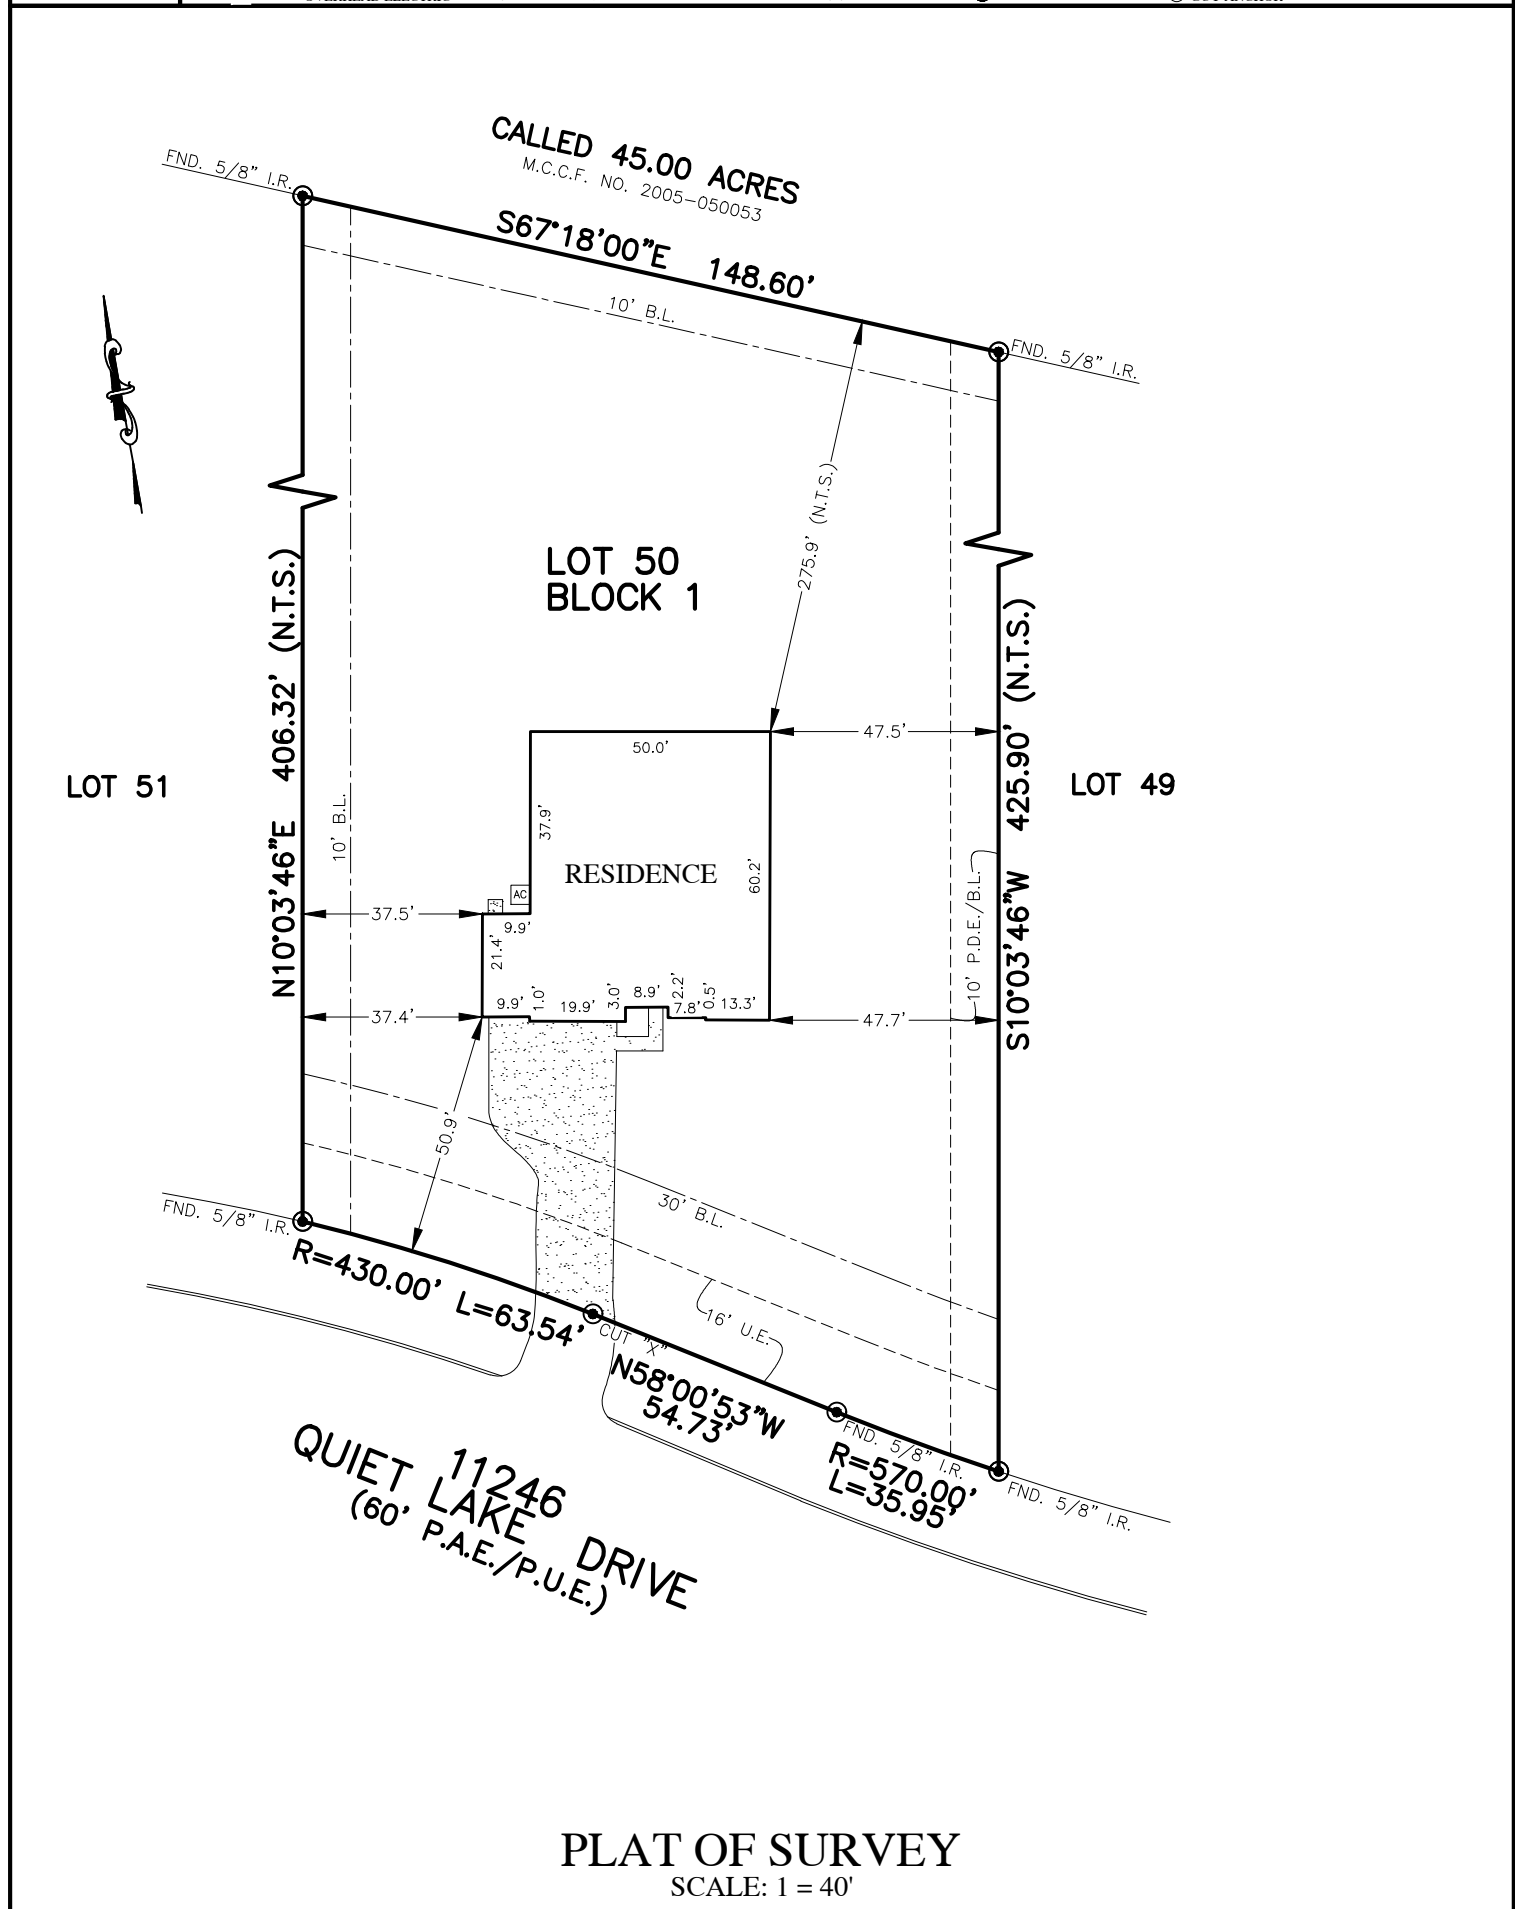 CALLED 45.00 ACRES
M.C.C.F. NO. 2005-050053
FND. 5/8" I.R.
S67°18'00"E 148.60'
10' B.L.
FND. 5/8" I.R.
275.9' (N.T.S.)
LOT 50
BLOCK 1
N10°03'46"E 406.32' (N.T.S.)
S10°03'46"W 425.90' (N.T.S.)
LOT 51
LOT 49
10' B.L.
50.0'
47.5'
37.9'
RESIDENCE
60.2'
AC
10' P.D.E./B.L.
37.5'
9.9'
21.4'
9.9'
1.0'
19.9'
3.0'
8.9'
2.2'
7.8'
0.5'
13.3'
37.4'
47.7'
50.9'
30' B.L.
FND. 5/8" I.R.
R=430.00' L=63.54'
CUT "X"
16' U.E.
N58°00'53"W
54.73'
FND. 5/8" I.R.
R=570.00'
L=35.95'
FND. 5/8" I.R.
11246
QUIET LAKE DRIVE
(60' P.A.E./P.U.E.)
PLAT OF SURVEY
SCALE: 1 = 40'